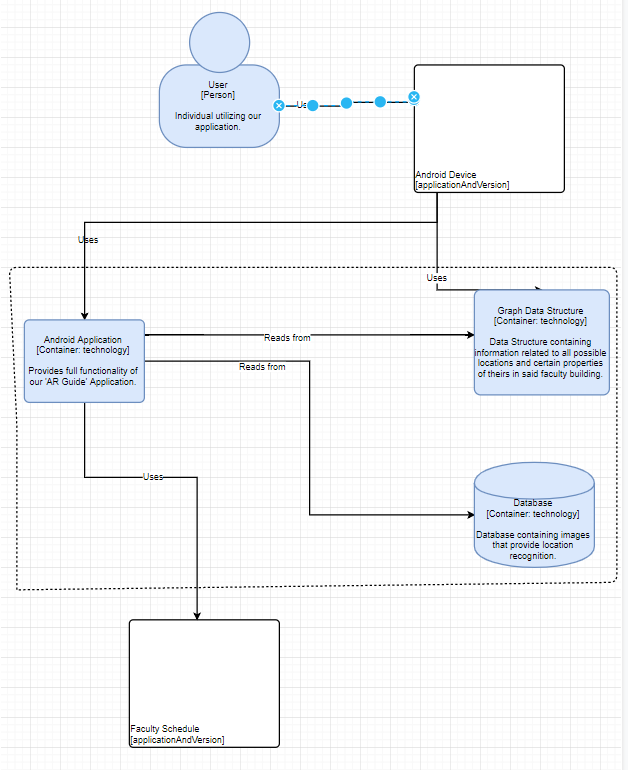 User
[Person]
Individual utilizing our
application.
Android Device
[applicationAndVersion]
Uses
Uses
Graph Data Structure
[Container: technology]
Data Structure containing
information related to all possible
locations and certain properties
of theirs in said faculty building.
Android Application
[Container: technology]
Provides full functionality of
our 'AR Guide' Application.
Reads from
Reads from
Uses
Database
[Container: technology]
Database containing images
that provide location
recognition.
Faculty Schedule
[applicationAndVersion]